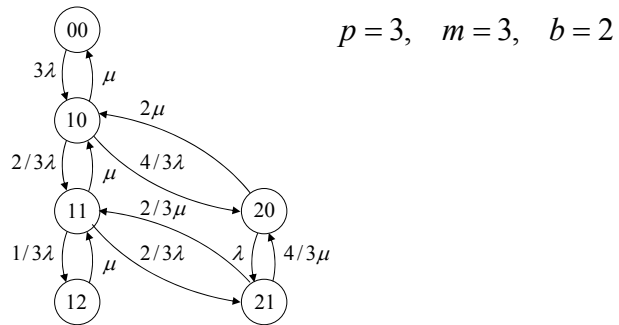 00
p = 3, m = 3, b = 2
3λ
μ
10
2μ
2/3λ
μ
4/3λ
11
2/3μ
20
1/3λ
μ
2/3λ
λ
4/3μ
12
21